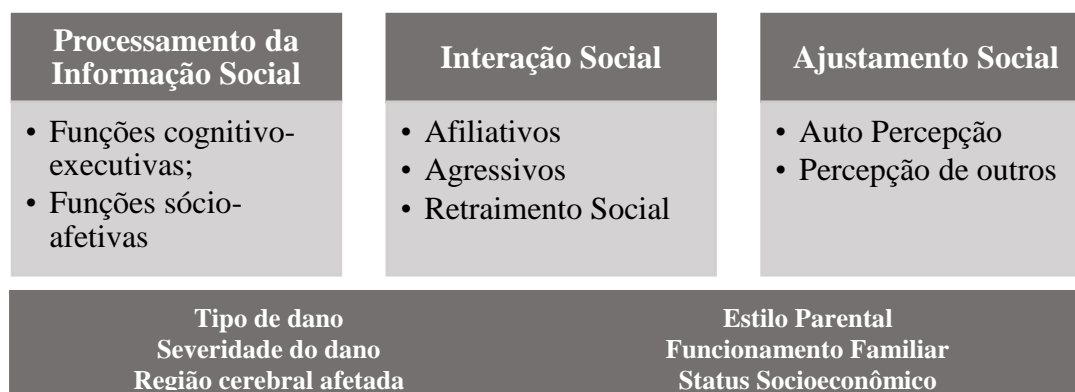 Processamento da
Informação Social
• Funções cognitivo-
executivas;
• Funções sócio-
afetivas
Interação Social
• Afiliativos
• Agressivos
• Retraimento Social
Ajustamento Social
• Auto Percepção
• Percepção de outros
Tipo de dano
Severidade do dano
Região cerebral afetada
Estilo Parental
Funcionamento Familiar
Status Socioeconômico